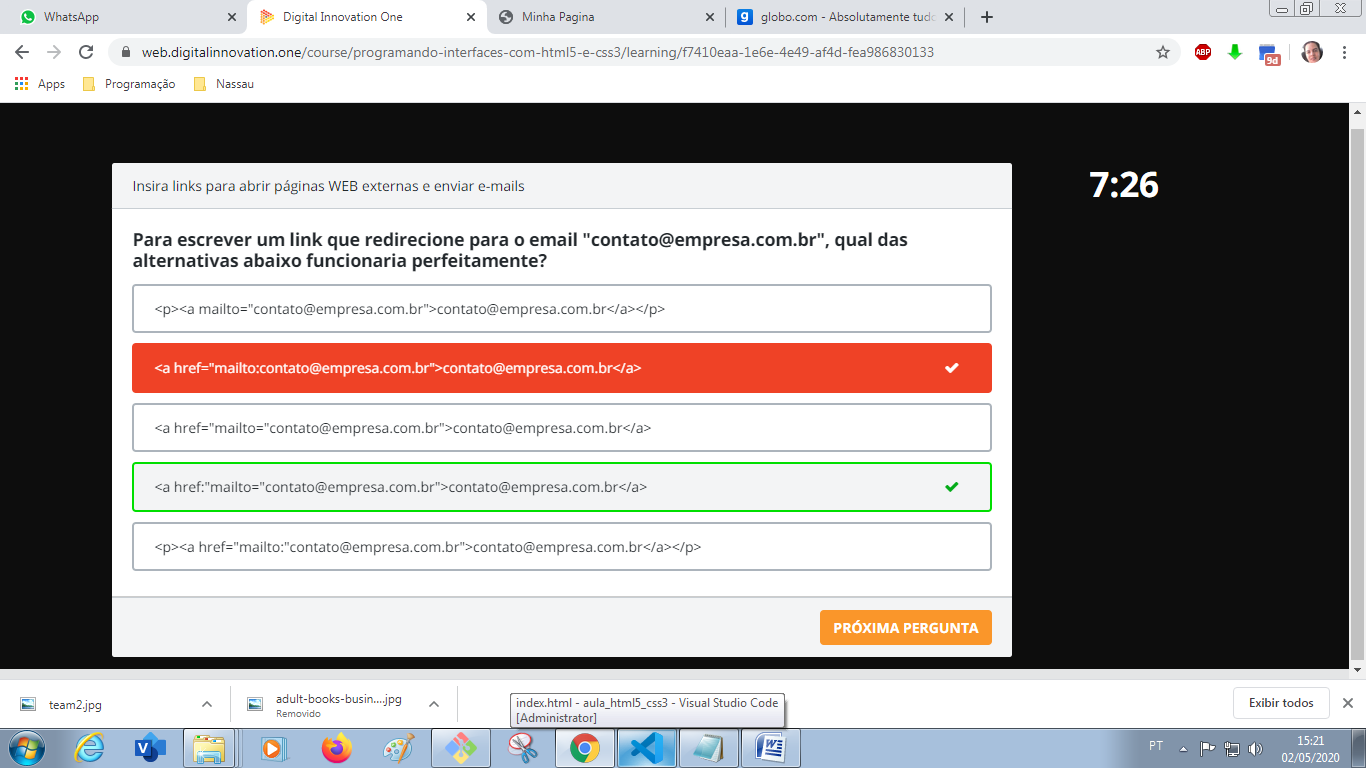 WhatsApp
Digital Innovation One
Minha Pagina
globo.com - Absolutamente tudo
web.digitalinnovation.one/course/programando-interfaces-com-html5-e-css3/learning/f7410eaa-1e6e-4e49-af4d-fea986830133
ABP
9d
Apps
Programação
Nassau
Insira links para abrir páginas WEB externas e enviar e-mails
7:26
Para escrever um link que redirecione para o email "contato@empresa.com.br", qual das
alternativas abaixo funcionaria perfeitamente?
<p><a mailto="contato@empresa.com.br">contato@empresa.com.br</a></p>
<a href="mailto:contato@empresa.com.br">contato@empresa.com.br</a>
<a href="mailto="contato@empresa.com.br">contato@empresa.com.br</a>
<a href:"mailto="contato@empresa.com.br">contato@empresa.com.br</a>
<p><a href="mailto:"contato@empresa.com.br">contato@empresa.com.br</a></p>
PRÓXIMA PERGUNTA
team2.jpg
adult-books-busin....jpg
Removido
index.html - aula_html5_css3 - Visual Studio Code
[Administrator]
Exibir todos
PT
15:21
02/05/2020